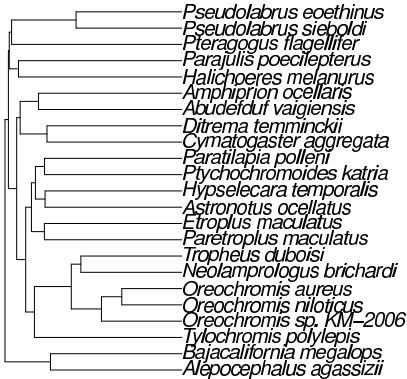 Pseudolabrus eoethinus
Pseudolabrus sieboldi
Pteragogus flagellifer
Parajulis poecilepterus
Halichoeres melanurus
Amphiprion ocellaris
Abudefduf vaigiensis
Ditrema temminckii
Cymatogaster aggregata
Paratilapia polleni
Ptychochromoides katria
Hypselecara temporalis
Astronotus ocellatus
Etroplus maculatus
Paretroplus maculatus
Tropheus duboisi
Neolamprologus brichardi
Oreochromis aureus
Oreochromis niloticus
Oreochromis sp. KM−2006
Tylochromis polylepis
Bajacalifornia megalops
Alepocephalus agassizii